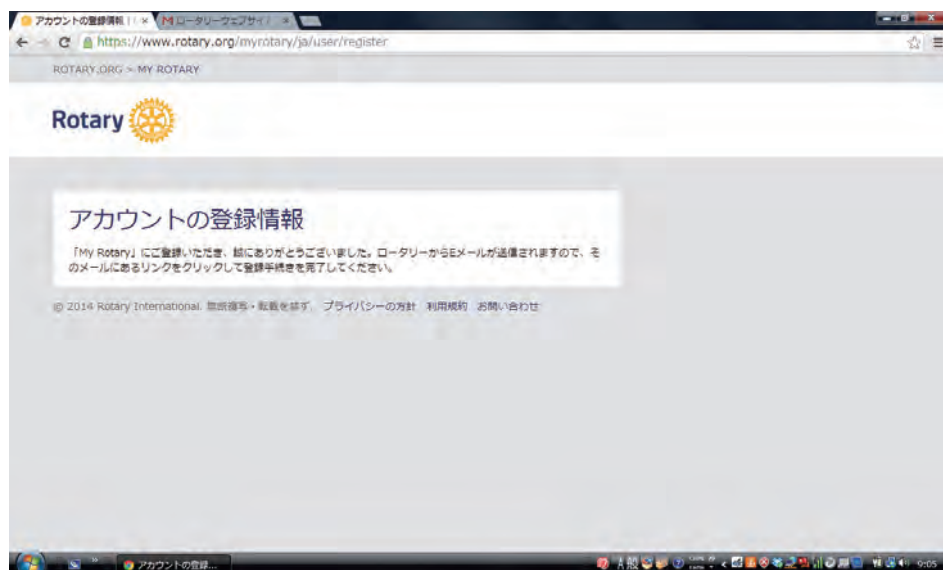 アカウントの登録情報 |
ロータリーウェブサイ
https://www.rotary.org/myrotary/ja/user/register
ROTARY.ORG > MY ROTARY
Rotary
アカウントの登録情報
「My Rotary」にご登録いただき、誠にありがとうございました。ロータリーからEメールが送信されますので、そ
のメールにあるリンクをクリックして登録手続きを完了してください。
© 2014 Rotary International. 無断複写・転載を禁ず. プライバシーの方針 利用規約 お問い合わせ
アカウントの登録...
A 般
9:05